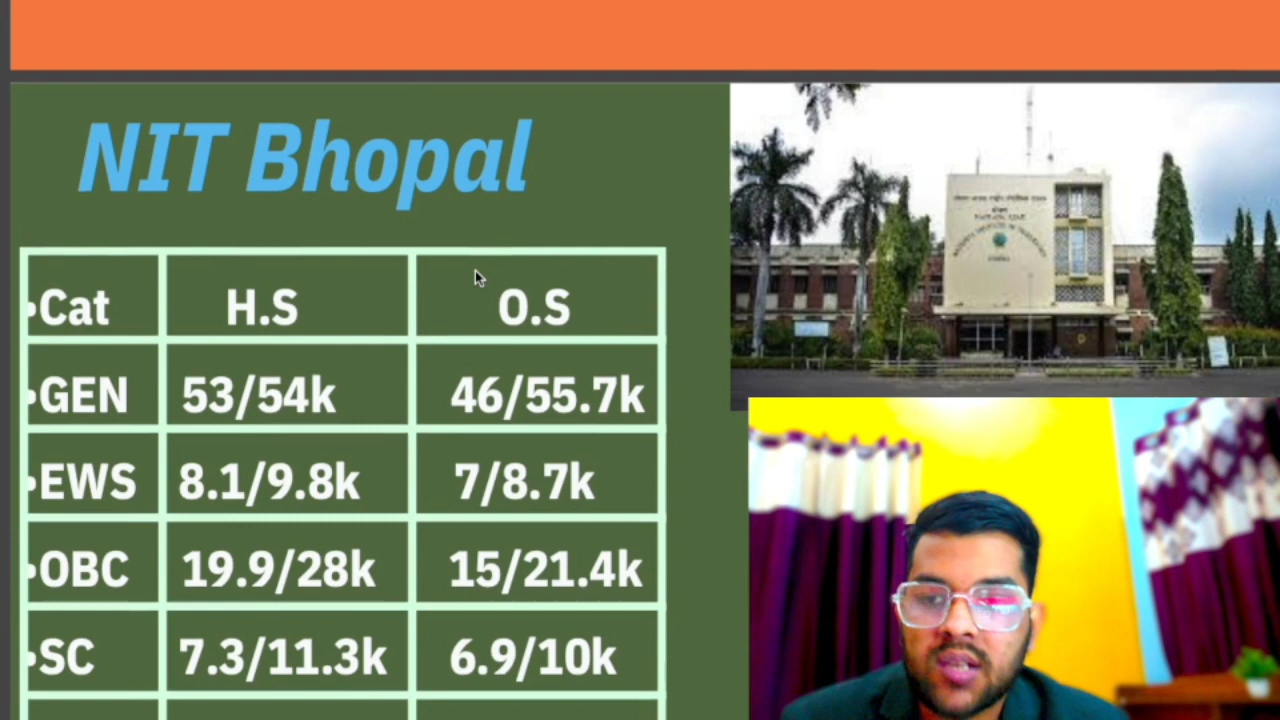 NIT Bhopal
•Cat H.S O.S
•GEN 53/54k 46/55.7k
•EWS 8.1/9.8k 7/8.7k
•OBC 19.9/28k 15/21.4k
•SC 7.3/11.3k 6.9/10k